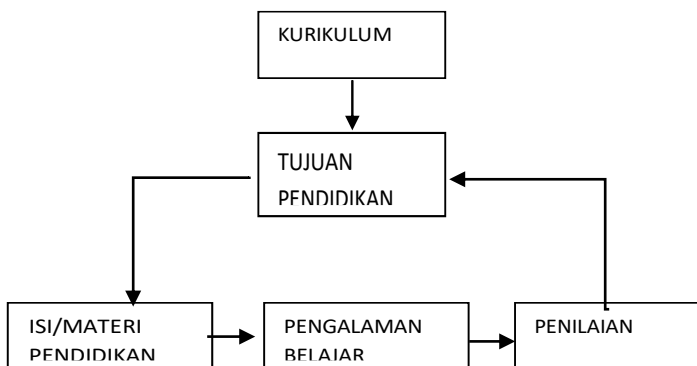 KURIKULUM
TUJUAN
PENDIDIKAN
ISI/MATERI
PENDIDIKAN
PENGALAMAN
BELAJAR
PENILAIAN